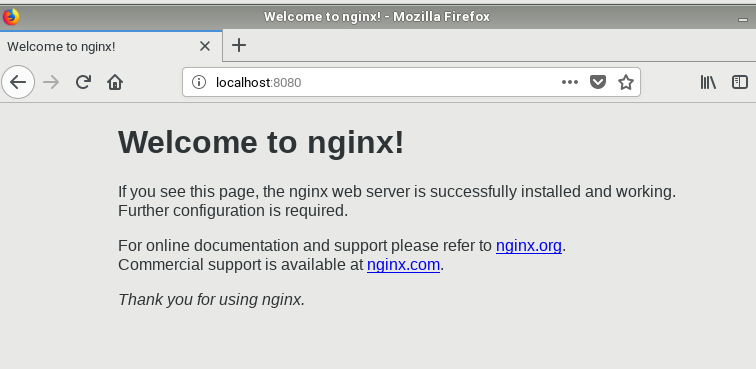 Welcome to nginx! - Mozilla Firefox
Welcome to nginx!
localhost:8080
Welcome to nginx!
If you see this page, the nginx web server is successfully installed and working.
Further configuration is required.
For online documentation and support please refer to nginx.org.
Commercial support is available at nginx.com.
Thank you for using nginx.